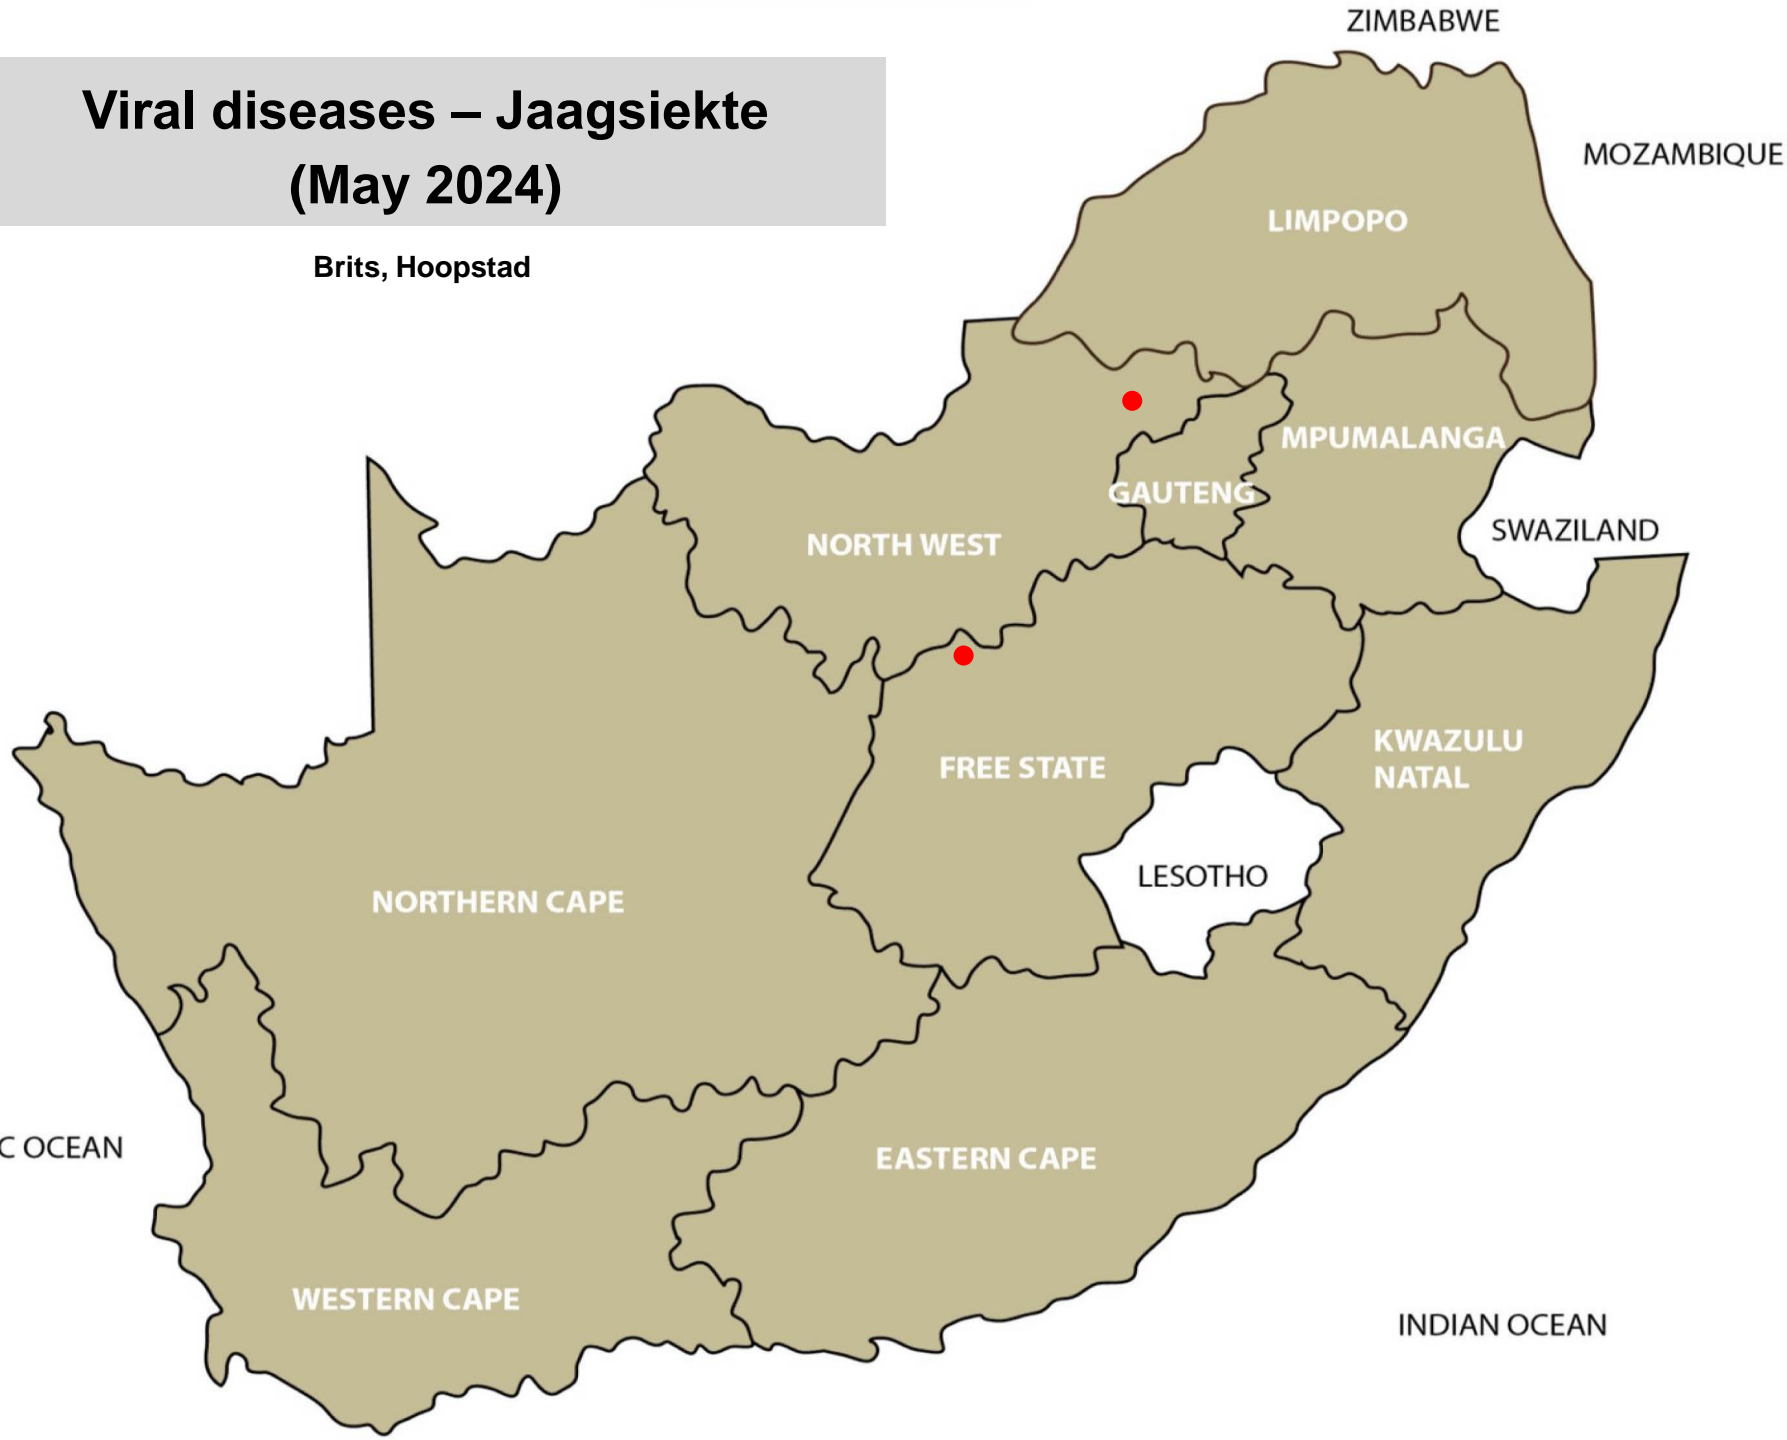 ZIMBABWE
Viral diseases – Jaagsiekte
(May 2024)
MOZAMBIQUE
LIMPOPO
Brits, Hoopstad
MPUMALANGA
GAUTENG
SWAZILAND
NORTH WEST
KWAZULU
NATAL
FREE STATE
LESOTHO
NORTHERN CAPE
C OCEAN
EASTERN CAPE
WESTERN CAPE
INDIAN OCEAN